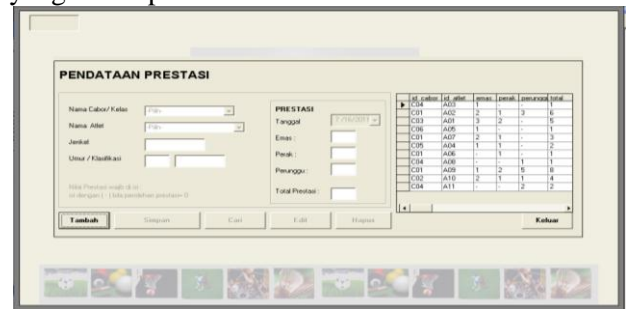 PENDATAAN PRESTASI
Nama Cabor/ Kelas
-Pilih-
Nama Atlet
-Pilih-
Jenkel
Umur / Klasifikasi
PRESTASI
Tanggal
Emas :
Perak :
Perunggu :
Total Prestasi :
id_cabor id_atlet emas perak perunggu total
C04 A03 1 - - 1
C01 A02 2 1 3 6
C03 A01 3 2 - 5
C06 A05 1 - - 1
C01 A07 2 1 - 3
C05 A04 1 1 - 2
C01 A06 - 1 - 1
C04 A08 - - 1 1
C01 A09 1 2 5 8
C02 A10 2 1 1 4
C04 A11 - - 2 2
Tambah Simpan Cari Edit Hapus Keluar